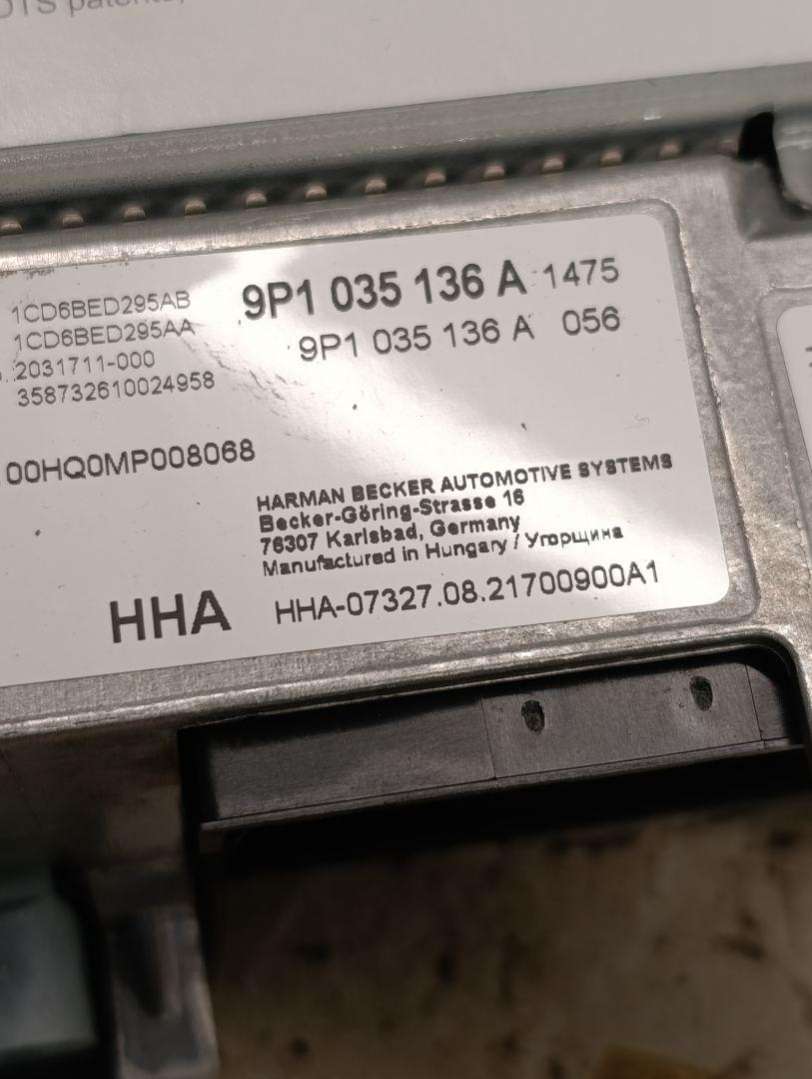 DTS
1CD6BED295AB
1CD6BED295AA
2031711-000
358732610024958
9P1 035 136 A 1475
9P1 035 136 A 056
00HQ0MP008068
HARMAN BECKER AUTOMOTIVE SYSTEMS
Becker-Göring-Strasse 16
76307 Karlsbad, Germany
Manufactured in Hungary / Угорщина
HHA HHA-07327.08.21700900A1